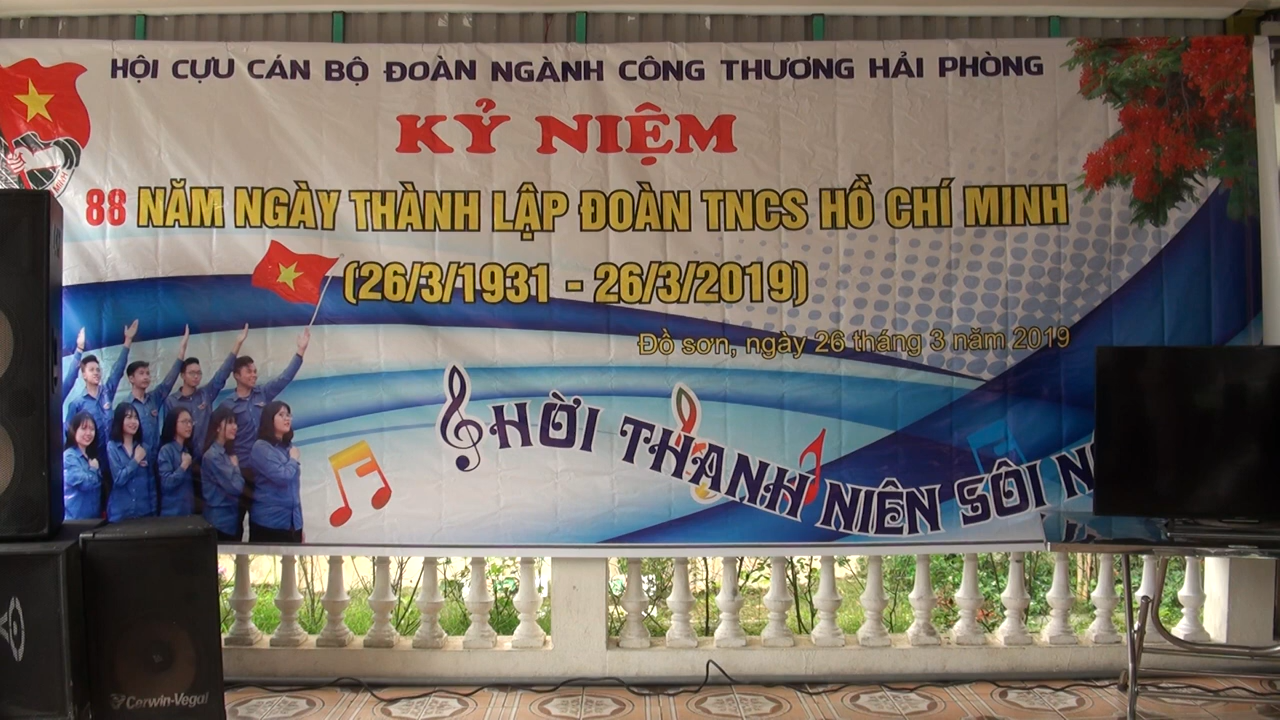 HỘI CỰU CÁN BỘ ĐOÀN NGÀNH CÔNG THƯƠNG HẢI PHÒNG
KỶ NIỆM
88 NĂM NGÀY THÀNH LẬP ĐOÀN TNCS HỒ CHÍ MINH
(26/3/1931 - 26/3/2019)
Đồ sơn, ngày 26 tháng 3 năm 2019
HỜI THANH NIÊN SÔI N
MINH
Cerwin-Vega!